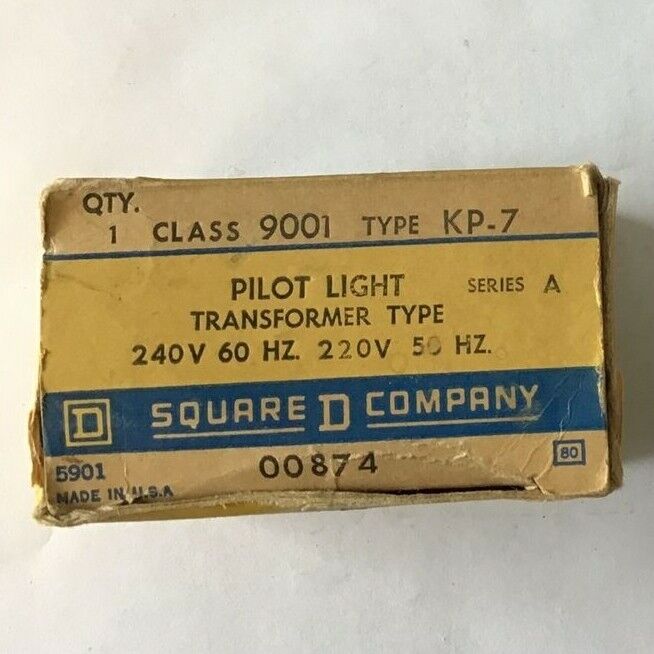 QTY.
1 CLASS 9001 TYPE KP-7
PILOT LIGHT SERIES A
TRANSFORMER TYPE
240V 60 HZ. 220V 50 HZ.
D SQUARE D COMPANY
5901 00874 80
MADE IN U.S.A